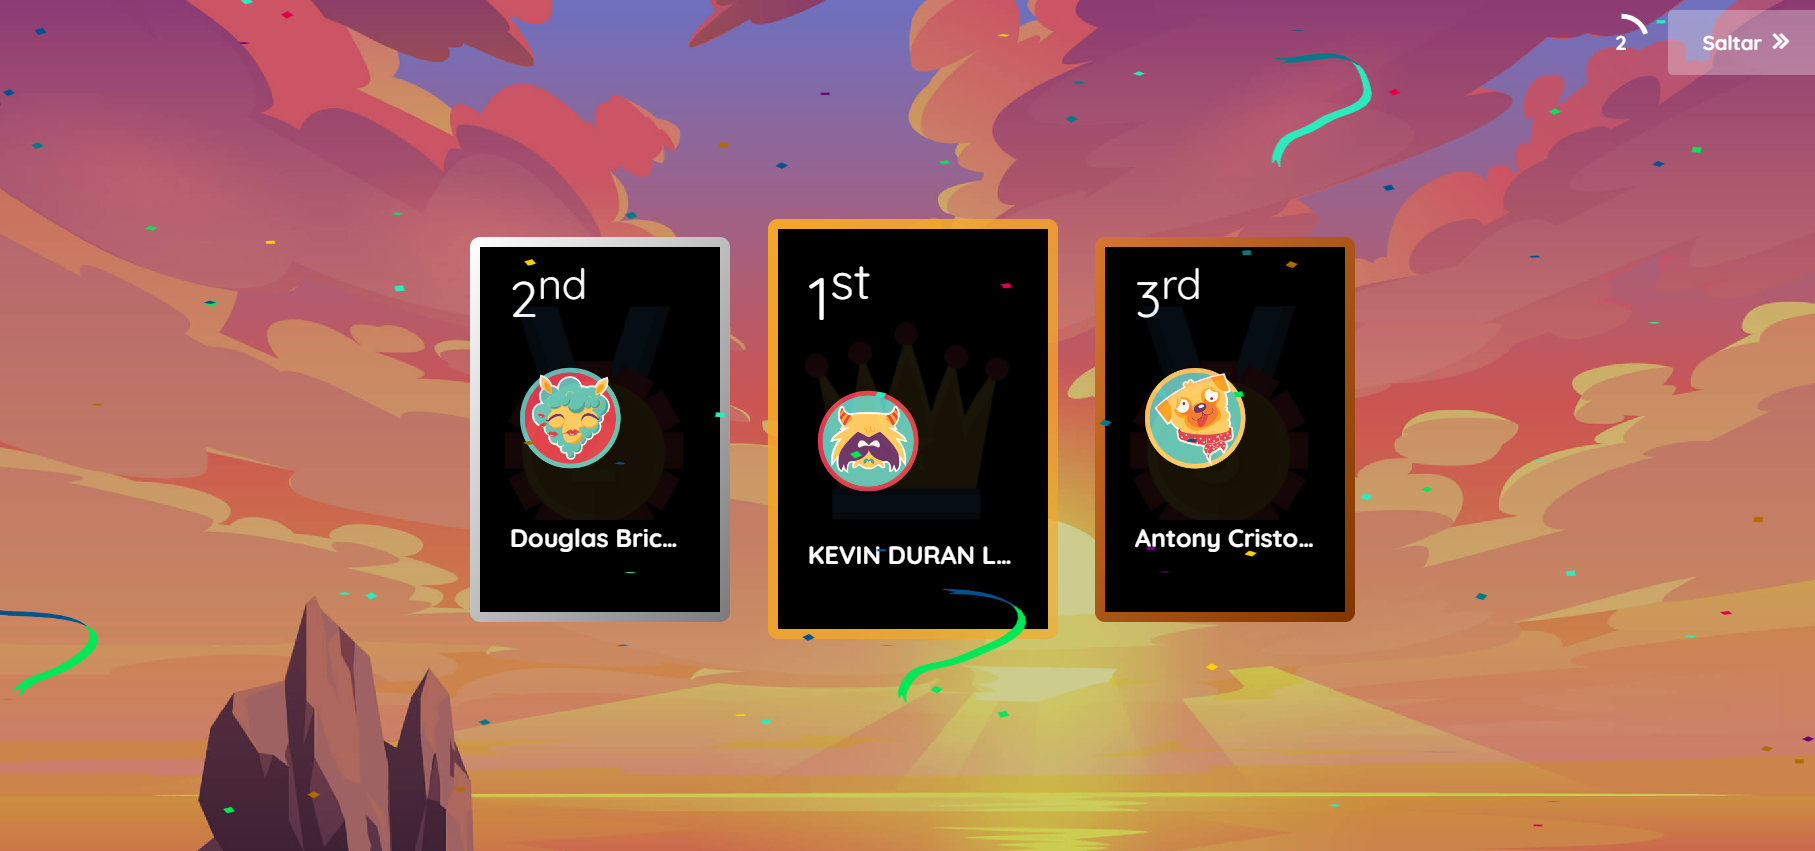 2
Saltar
2nd
Douglas Bric...
1st
KEVIN DURAN L...
3rd
Antony Cristo...